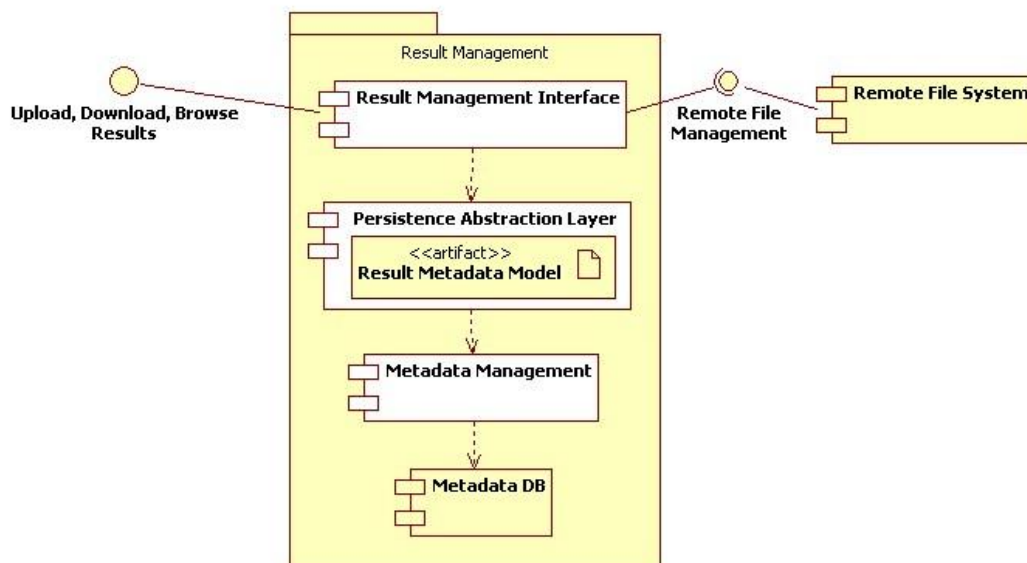 Result Management
Result Management Interface
Upload, Download, Browse
Results
Remote File
Management
Remote File System
Persistence Abstraction Layer
<<artifact>>
Result Metadata Model
Metadata Management
Metadata DB